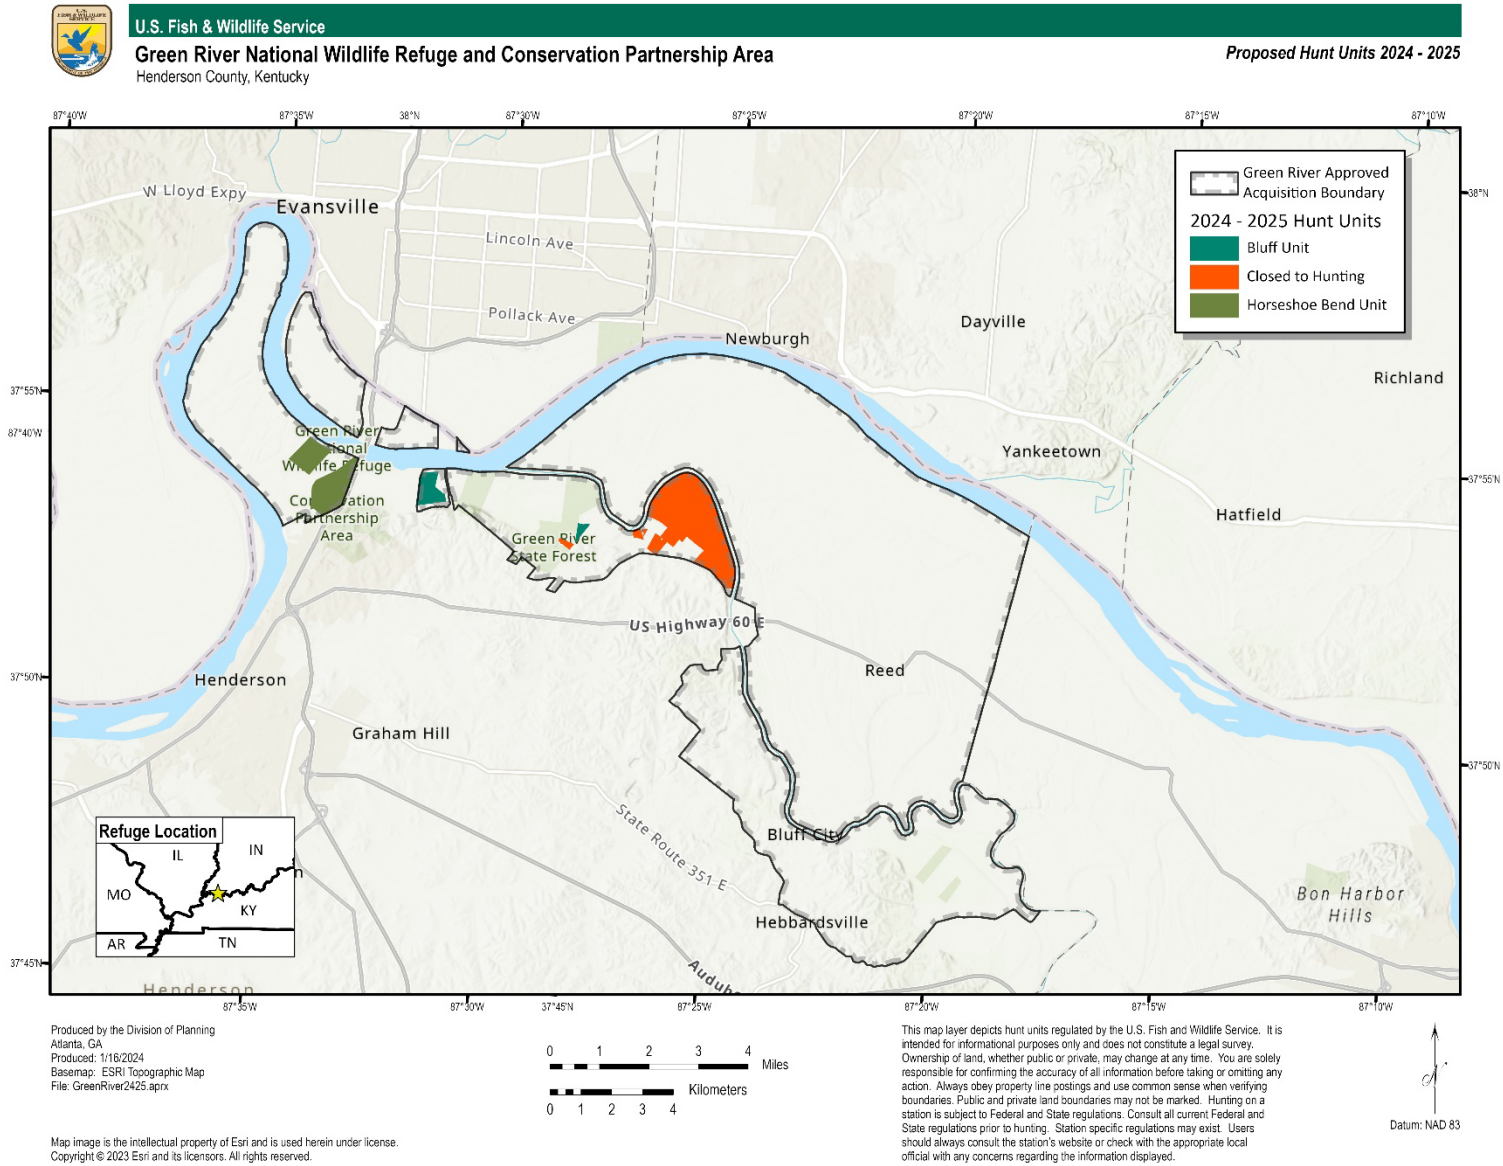 U.S.
FISH & WILDLIFE
SERVICE
U.S. Fish & Wildlife Service
Green River National Wildlife Refuge and Conservation Partnership Area
Proposed Hunt Units 2024 - 2025
Henderson County, Kentucky
87°40'W
87°35'W
38°N
87°30'W
87°25'W
87°20'W
87°15'W
87°10'W
Green River Approved
Acquisition Boundary
2024 - 2025 Hunt Units
Bluff Unit
Closed to Hunting
Horseshoe Bend Unit
38°N
W Lloyd Expy
Evansville
Lincoln Ave
Pollack Ave
Newburgh
Dayville
Richland
37°55'N
87°40'W
Green River
tional
Wildlife Refuge
Yankeetown
37°55'N
Con vation
Partnership
Area
Hatfield
Green River
State Forest
US Highway 60 E
Reed
37°50'N
Henderson
Graham Hill
37°50'N
State Route 351 E
Bluff City
Refuge Location
IL
IN
MO
KY
AR
TN
n
Bon Harbor
Hills
Hebbardsville
37°45'N
Audub
Henderson
87°35'W
87°30'W
37°45'N
87°25'W
87°20'W
87°15'W
87°10'W
Produced by the Division of Planning
Atlanta, GA
Produced: 1/16/2024
Basemap: ESRI Topographic Map
File: GreenRiver2425.aprx
0 1 2 3 4
Miles
Kilometers
0 1 2 3 4
This map layer depicts hunt units regulated by the U.S. Fish and Wildlife Service. It is
intended for informational purposes only and does not constitute a legal survey.
Ownership of land, whether public or private, may change at any time. You are solely
responsible for confirming the accuracy of all information before taking or omitting any
action. Always obey property line postings and use common sense when verifying
boundaries. Public and private land boundaries may not be marked. Hunting on a
station is subject to Federal and State regulations. Consult all current Federal and
State regulations prior to hunting. Station specific regulations may exist. Users
should always consult the station's website or check with the appropriate local
official with any concerns regarding the information displayed.
Datum: NAD 83
Map image is the intellectual property of Esri and is used herein under license.
Copyright © 2023 Esri and its licensors. All rights reserved.